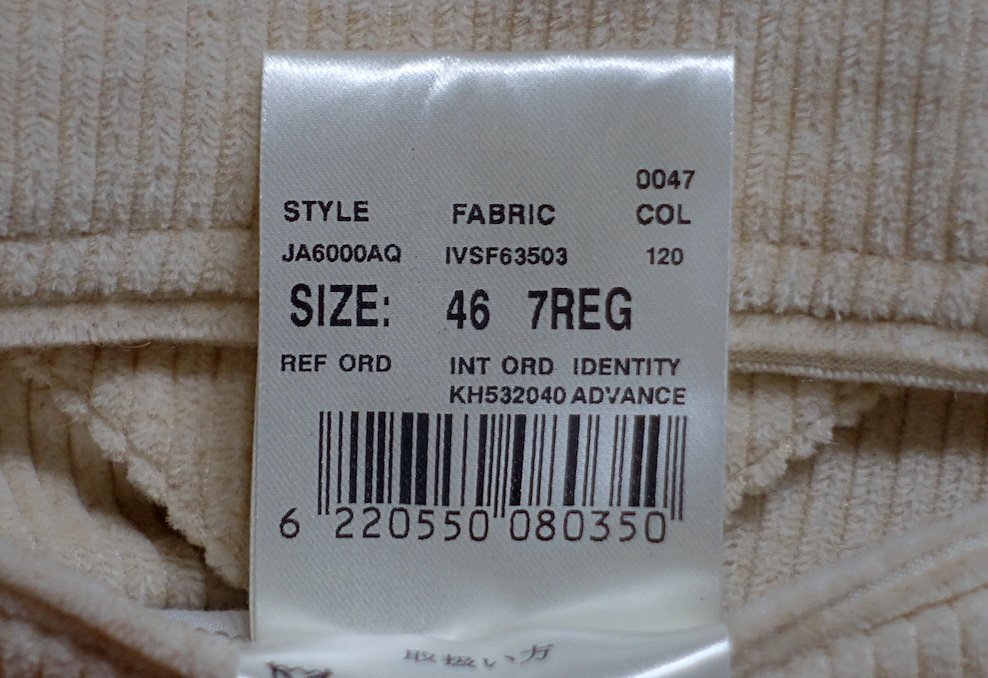 0047
STYLE FABRIC COL
JA6000AQ IVSF63503 120
SIZE: 46 7REG
REF ORD INT ORD IDENTITY
KH532040 ADVANCE
6 220550 080350
取扱い方